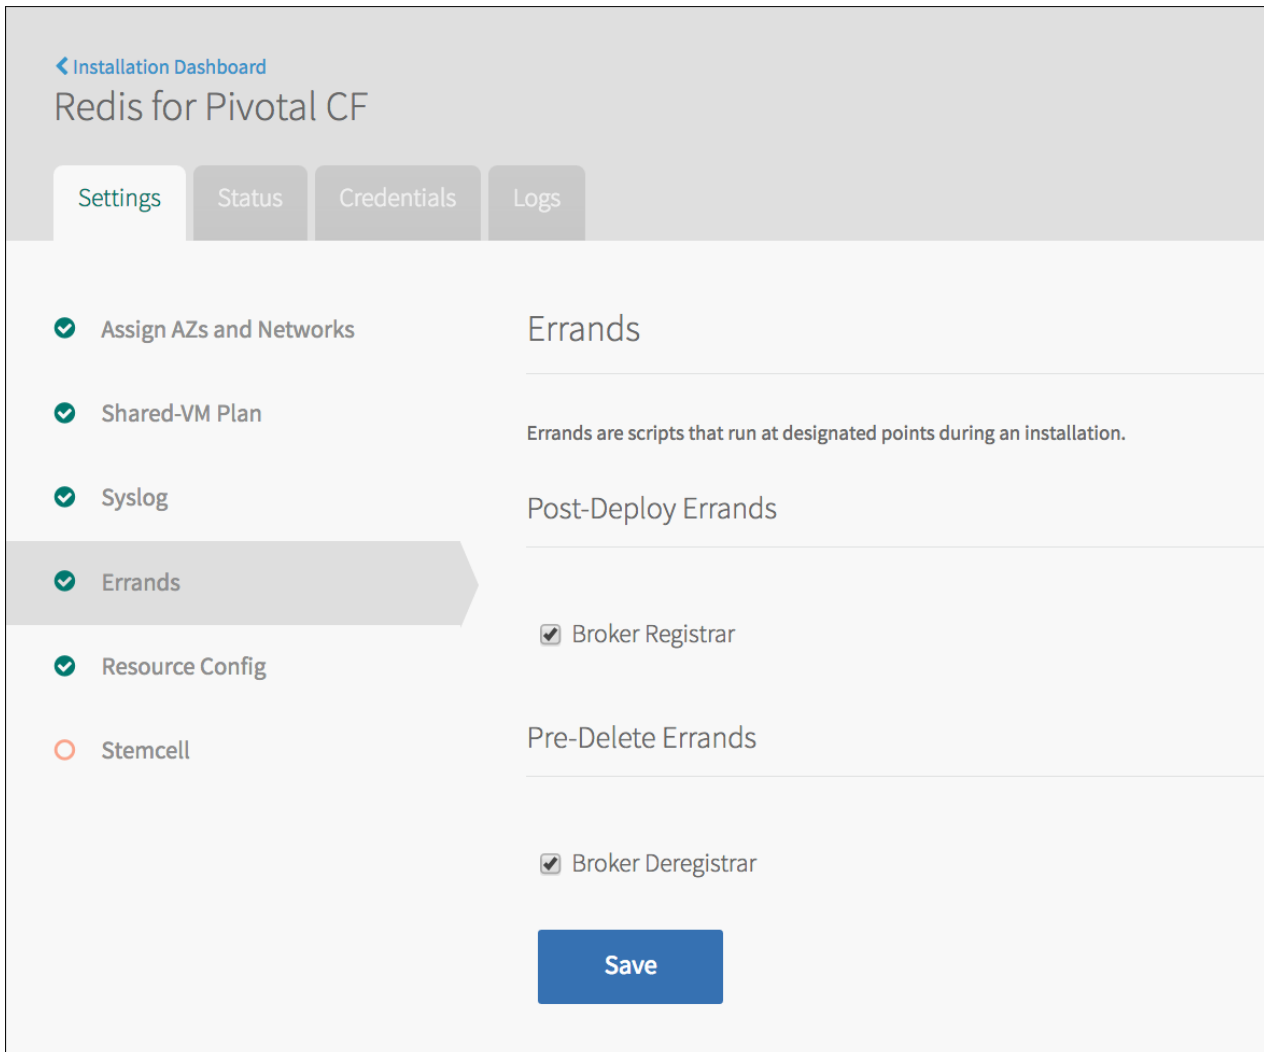 Installation Dashboard
Redis for Pivotal CF
Settings
Status
Credentials
Logs
Assign AZs and Networks
Shared-VM Plan
Syslog
Errands
Resource Config
Stemcell
Errands
Errands are scripts that run at designated points during an installation.
Post-Deploy Errands
Broker Registrar
Pre-Delete Errands
Broker Deregistrar
Save